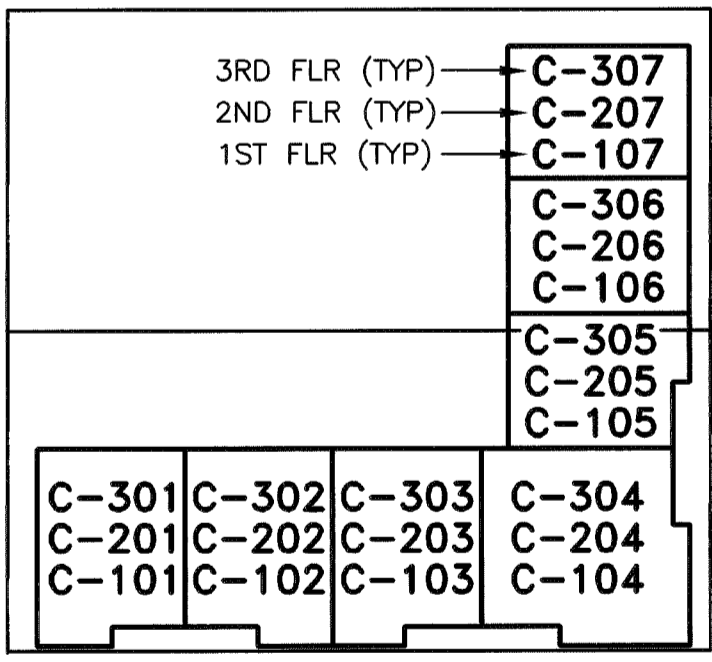 3RD FLR (TYP) C-307
2ND FLR (TYP) C-207
1ST FLR (TYP) C-107
C-306
C-206
C-106
C-305
C-205
C-105
C-301 C-302 C-303 C-304
C-201 C-202 C-203 C-204
C-101 C-102 C-103 C-104